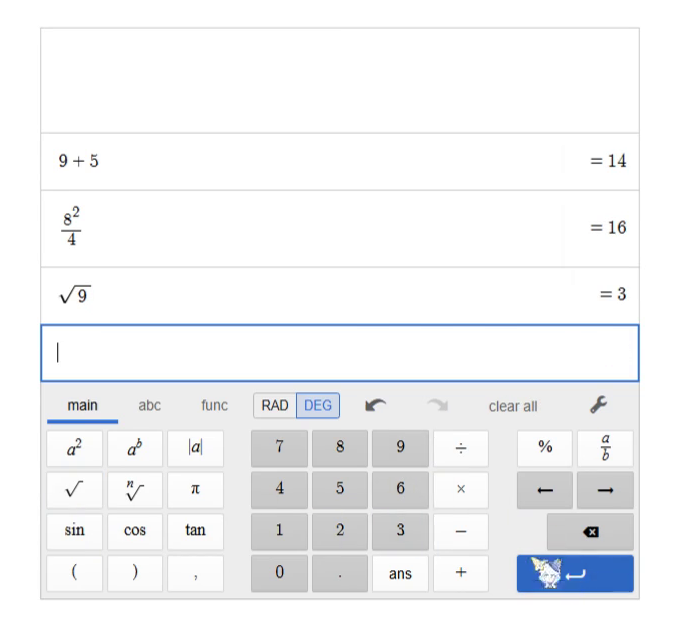 9 + 5 = 14
8²/4 = 16
√9 = 3
main abc func RAD DEG clear all
a² aᵇ |a| 7 8 9 ÷ % a/b
√ ⁿ√ π 4 5 6 × ← →
sin cos tan 1 2 3 −
( ) , 0 . ans +